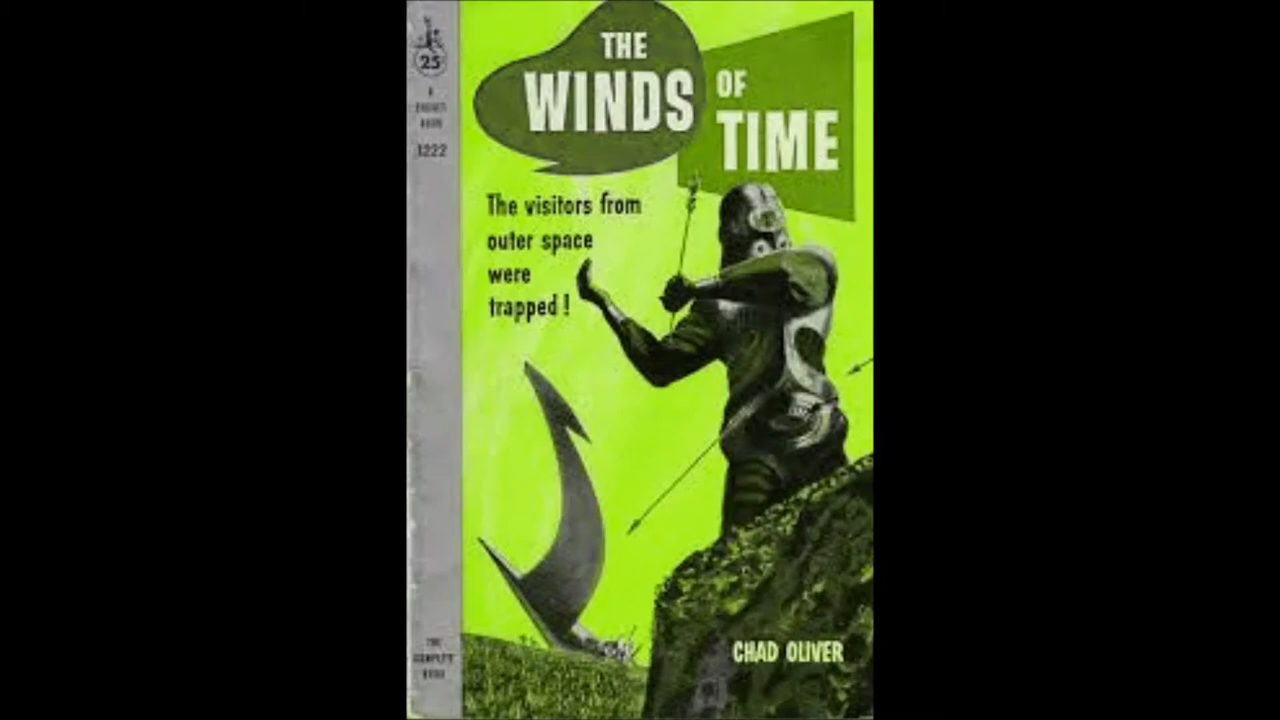 25
A
POCKET
BOOK
1222
THE
WINDS
OF
TIME
The visitors from
outer space
were
trapped!
THE
COMPLETE
BOOK
CHAD OLIVER